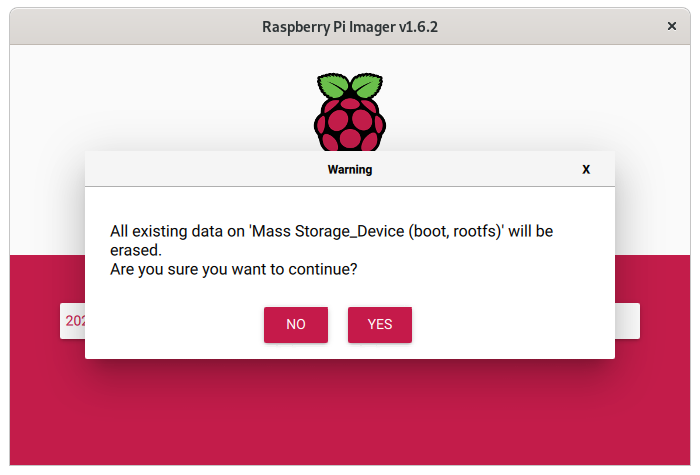 Raspberry Pi Imager v1.6.2
Warning
X
All existing data on 'Mass Storage_Device (boot, rootfs)' will be
erased.
Are you sure you want to continue?
NO
YES